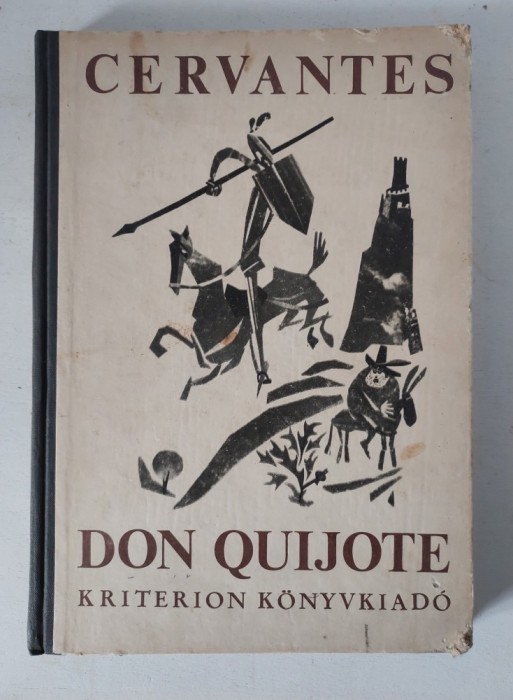 CERVANTES
DON QUIJOTE
KRITERION KÖNYVKIADÓ